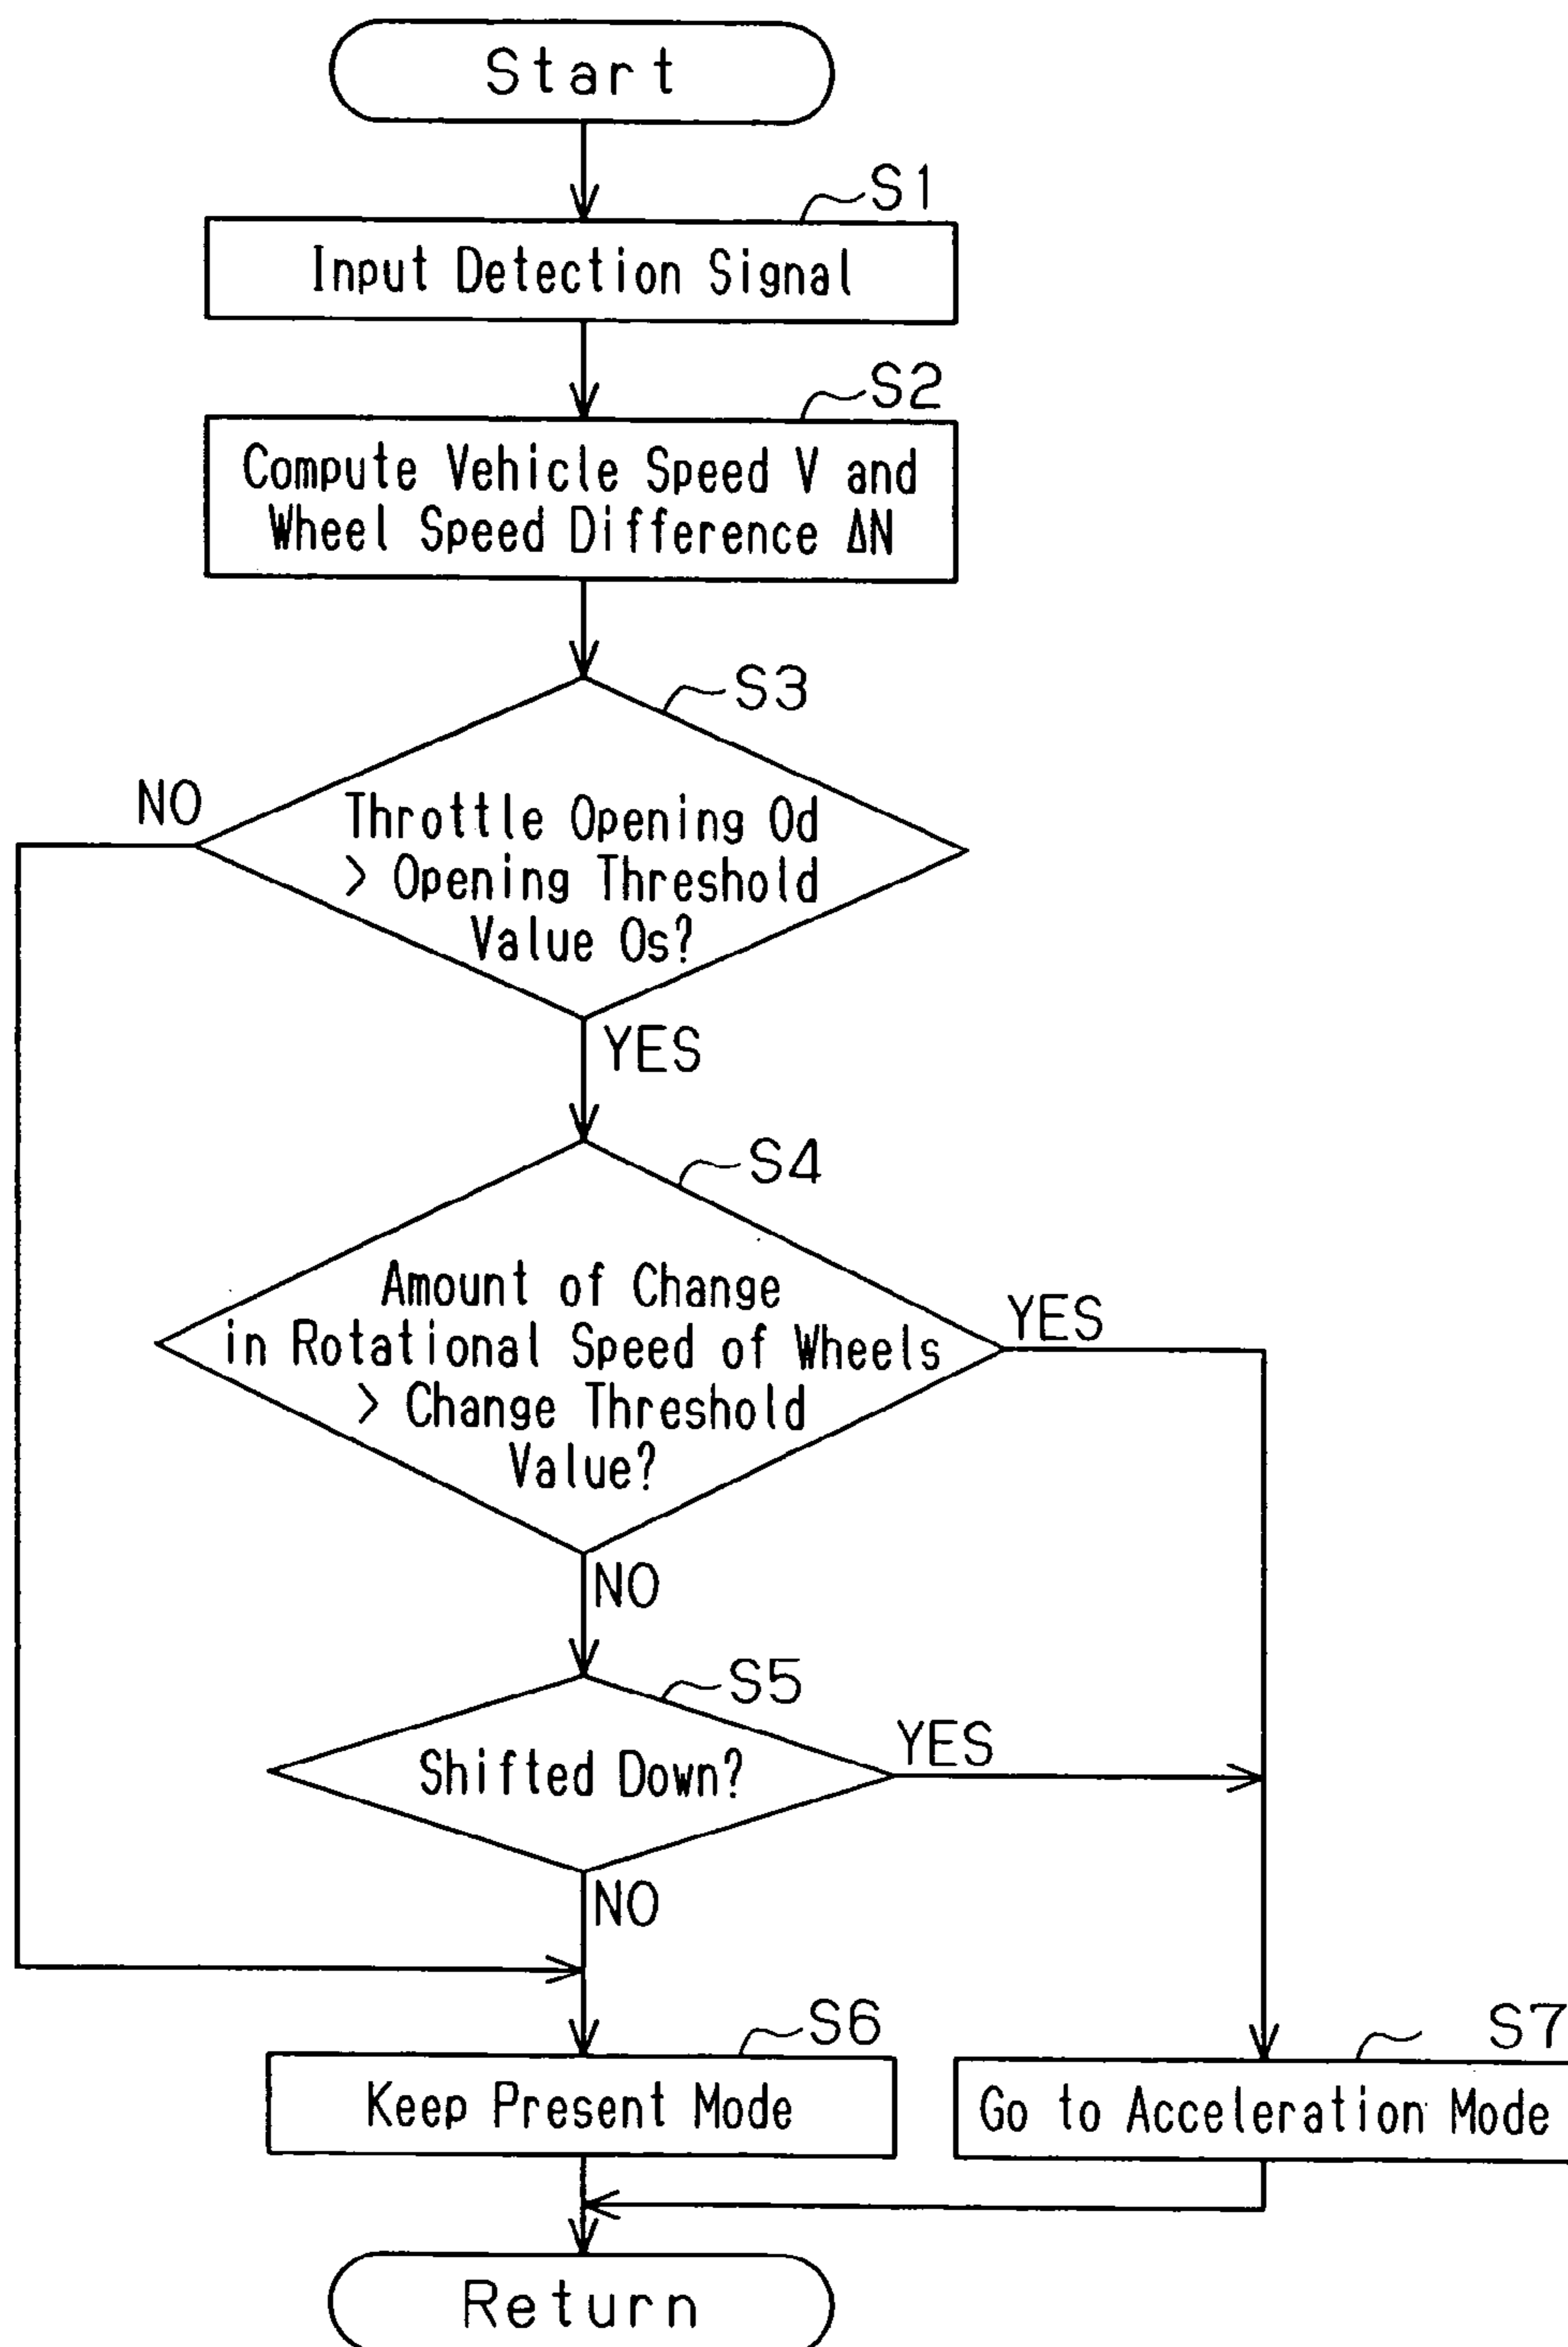 Start
S1
Input Detection Signal
S2
Compute Vehicle Speed V and
Wheel Speed Difference ΔN
S3
NO
Throttle Opening Od
> Opening Threshold
Value Os?
YES
S4
Amount of Change
in Rotational Speed of Wheels
> Change Threshold
Value?
YES
NO
S5
Shifted Down?
YES
NO
S6
Keep Present Mode
S7
Go to Acceleration Mode
Return